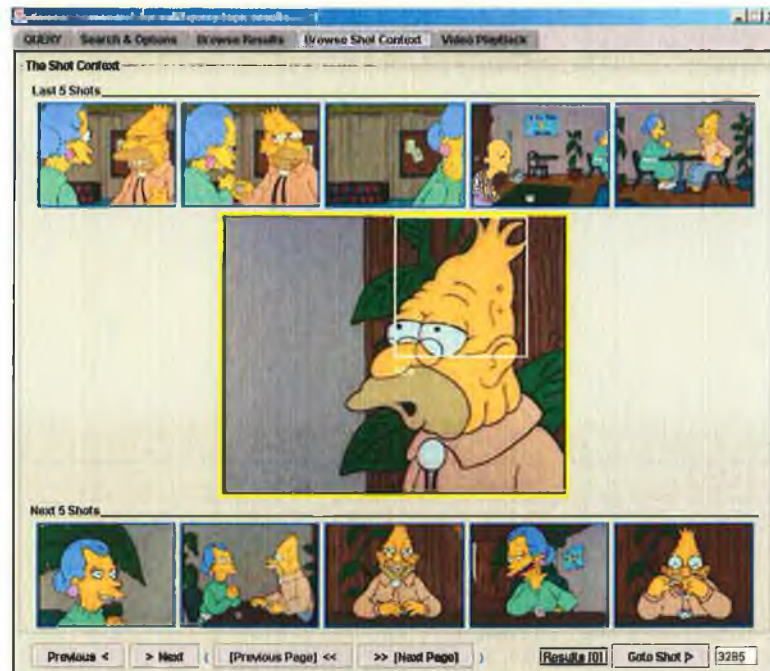 QUERY Search & Options Browse Results Browse Shot Context Video Playback
The Shot Context
Last 5 Shots
Next 5 Shots
Previous < > Next ( [Previous Page] << >> [Next Page] ) Results [0] Goto Shot > 3285